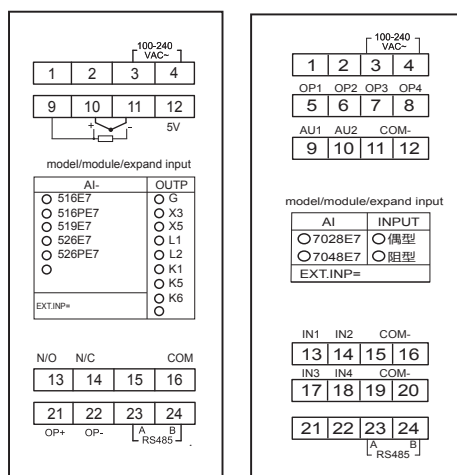 100-240
VAC~
1 2 3 4
9 10 11 12
+ - 5V
model/module/expand input
AI- OUTP
516E7 G
516PE7 X3
519E7 X5
526E7 L1
526PE7 L2
K1
K5
EXT.INP= K6
N/O N/C COM
13 14 15 16
21 22 23 24
OP+ OP- A B
RS485
100-240
VAC~
1 2 3 4
OP1 OP2 OP3 OP4
5 6 7 8
AU1 AU2 COM-
9 10 11 12
model/module/expand input
AI INPUT
7028E7 偶型
7048E7 阻型
EXT.INP=
IN1 IN2 COM-
13 14 15 16
IN3 IN4 COM-
17 18 19 20
21 22 23 24
A B
RS485